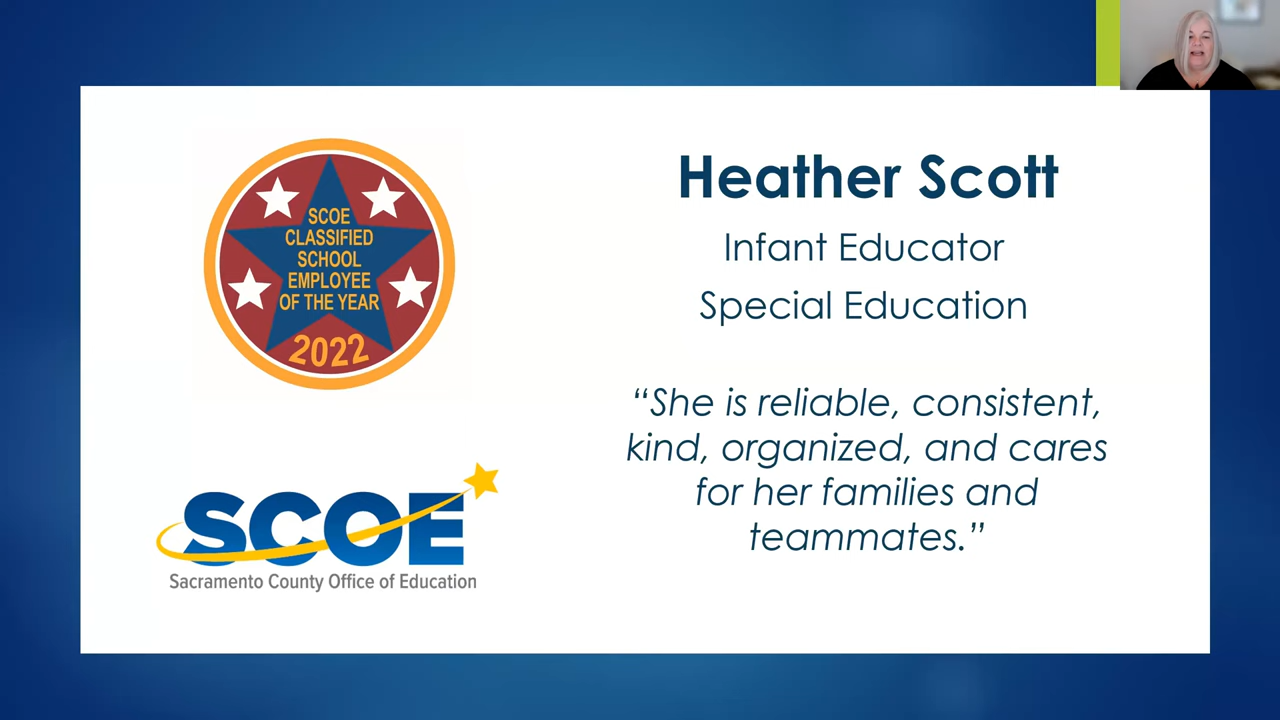 SCOE
CLASSIFIED
SCHOOL
EMPLOYEE
OF THE YEAR
2022
SCOE
Sacramento County Office of Education
Heather Scott
Infant Educator
Special Education
“She is reliable, consistent,
kind, organized, and cares
for her families and
teammates.”